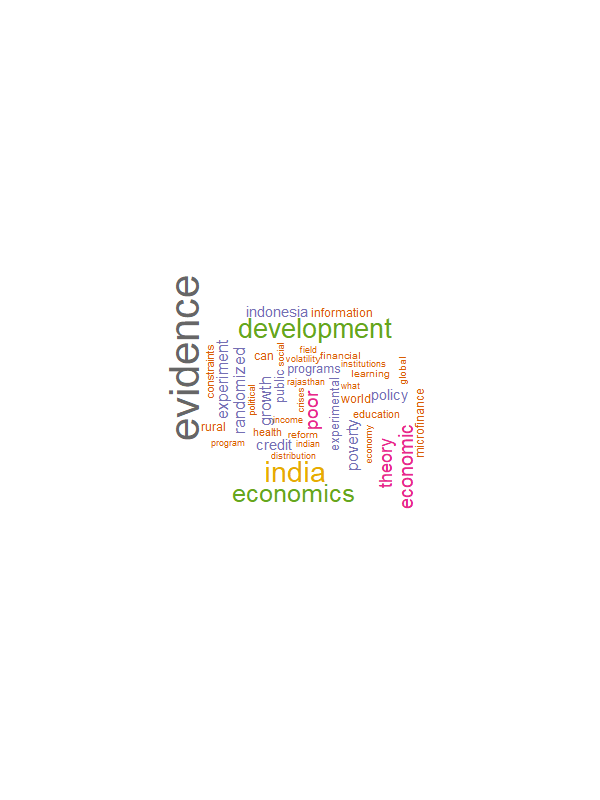 evidence
indonesia
information
development
constraints
experiment
randomized
can
social
field
volatility
financial
programs
institutions
learning
global
political
growth
public
rajasthan
what
crises
poor
experimental
world
policy
microfinance
rural
income
education
health
reform
program
credit
indian
poverty
economy
theory
economic
distribution
india
economics